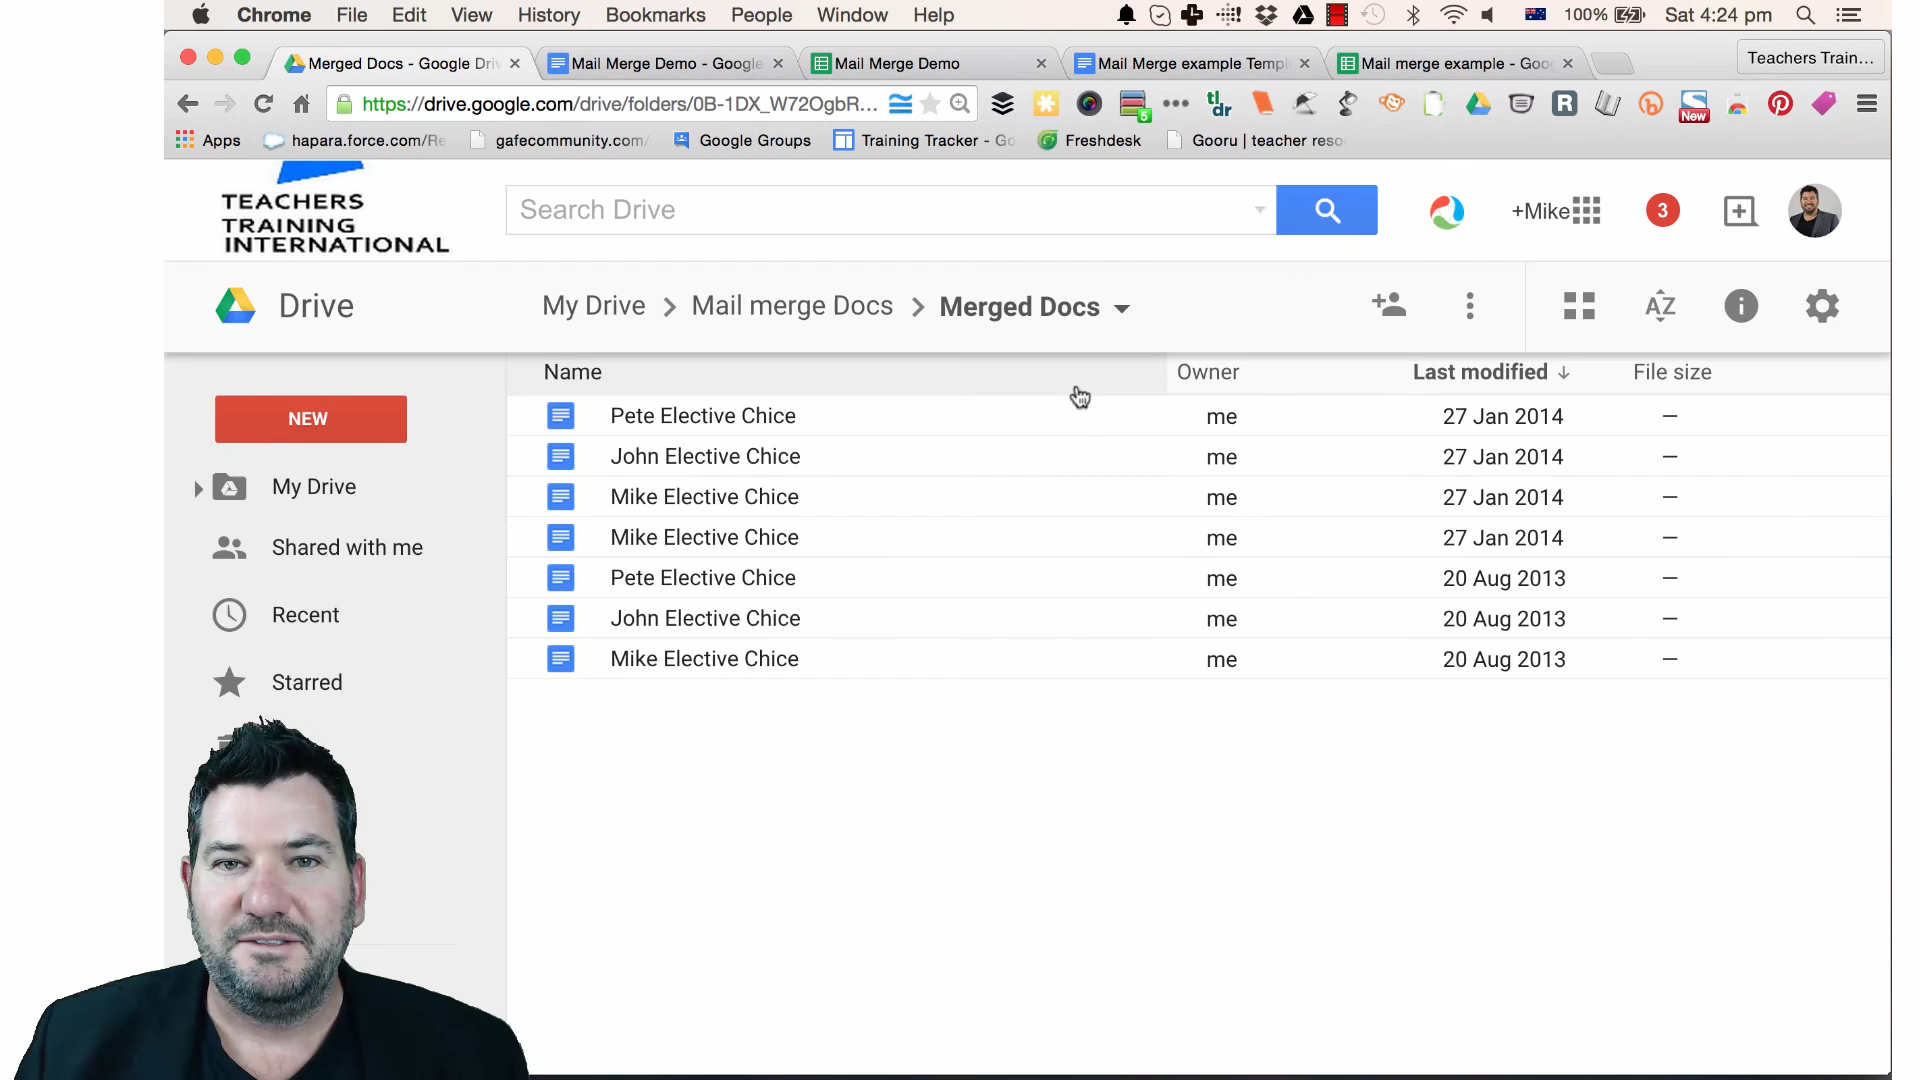 Chrome File Edit View History Bookmarks People Window Help 100% Sat 4:24 pm
Merged Docs - Google Driv Mail Merge Demo - Google Mail Merge Demo Mail Merge example Templ Mail merge example - Goog Teachers Train...
https://drive.google.com/drive/folders/0B-1DX_W72OgbR... 5 tl;dr R New
Apps hapara.force.com/Re gafecommunity.com/ Google Groups Training Tracker - Go Freshdesk Gooru | teacher reso
TEACHERS
TRAINING
INTERNATIONAL
Search Drive +Mike 3
Drive My Drive Mail merge Docs Merged Docs AZ
Name Owner Last modified File size
NEW
Pete Elective Chice me 27 Jan 2014 —
John Elective Chice me 27 Jan 2014 —
Mike Elective Chice me 27 Jan 2014 —
Mike Elective Chice me 27 Jan 2014 —
Pete Elective Chice me 20 Aug 2013 —
John Elective Chice me 20 Aug 2013 —
Mike Elective Chice me 20 Aug 2013 —
My Drive
Shared with me
Recent
Starred